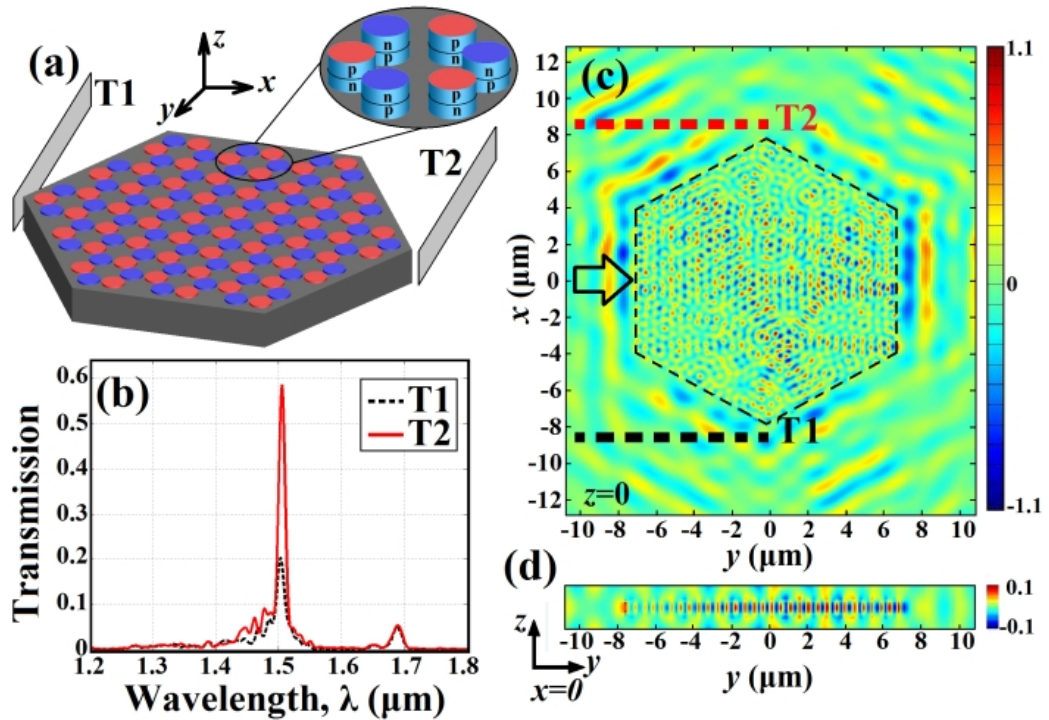 (a)
T1
z
x
y
T2
n
p
p
n
p
n
n
p
n
p
p
n
(b)
Transmission
0.6
0.5
0.4
0.3
0.2
0.1
0
1.2 1.3 1.4 1.5 1.6 1.7 1.8
Wavelength, λ (μm)
T1
T2
(c)
x (μm)
12
10
8
6
4
2
0
-2
-4
-6
-8
-10
-12
T2
T1
z=0
-10 -8 -6 -4 -2 0 2 4 6 8 10
y (μm)
1.1
0
-1.1
(d)
z
y
x=0
-10 -8 -6 -4 -2 0 2 4 6 8 10
y (μm)
0.1
-0.1